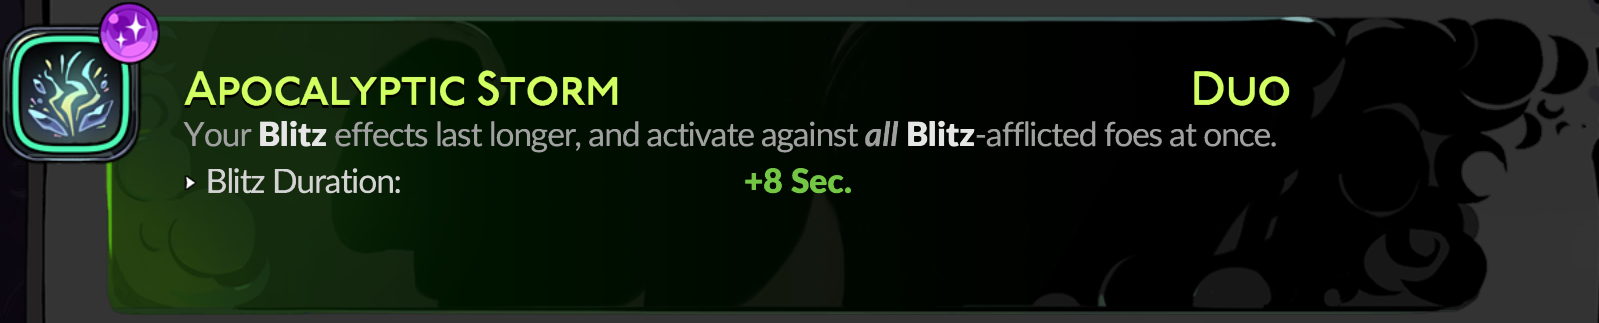 Apocalyptic Storm Duo
Your Blitz effects last longer, and activate against all Blitz-afflicted foes at once.
Blitz Duration: +8 Sec.